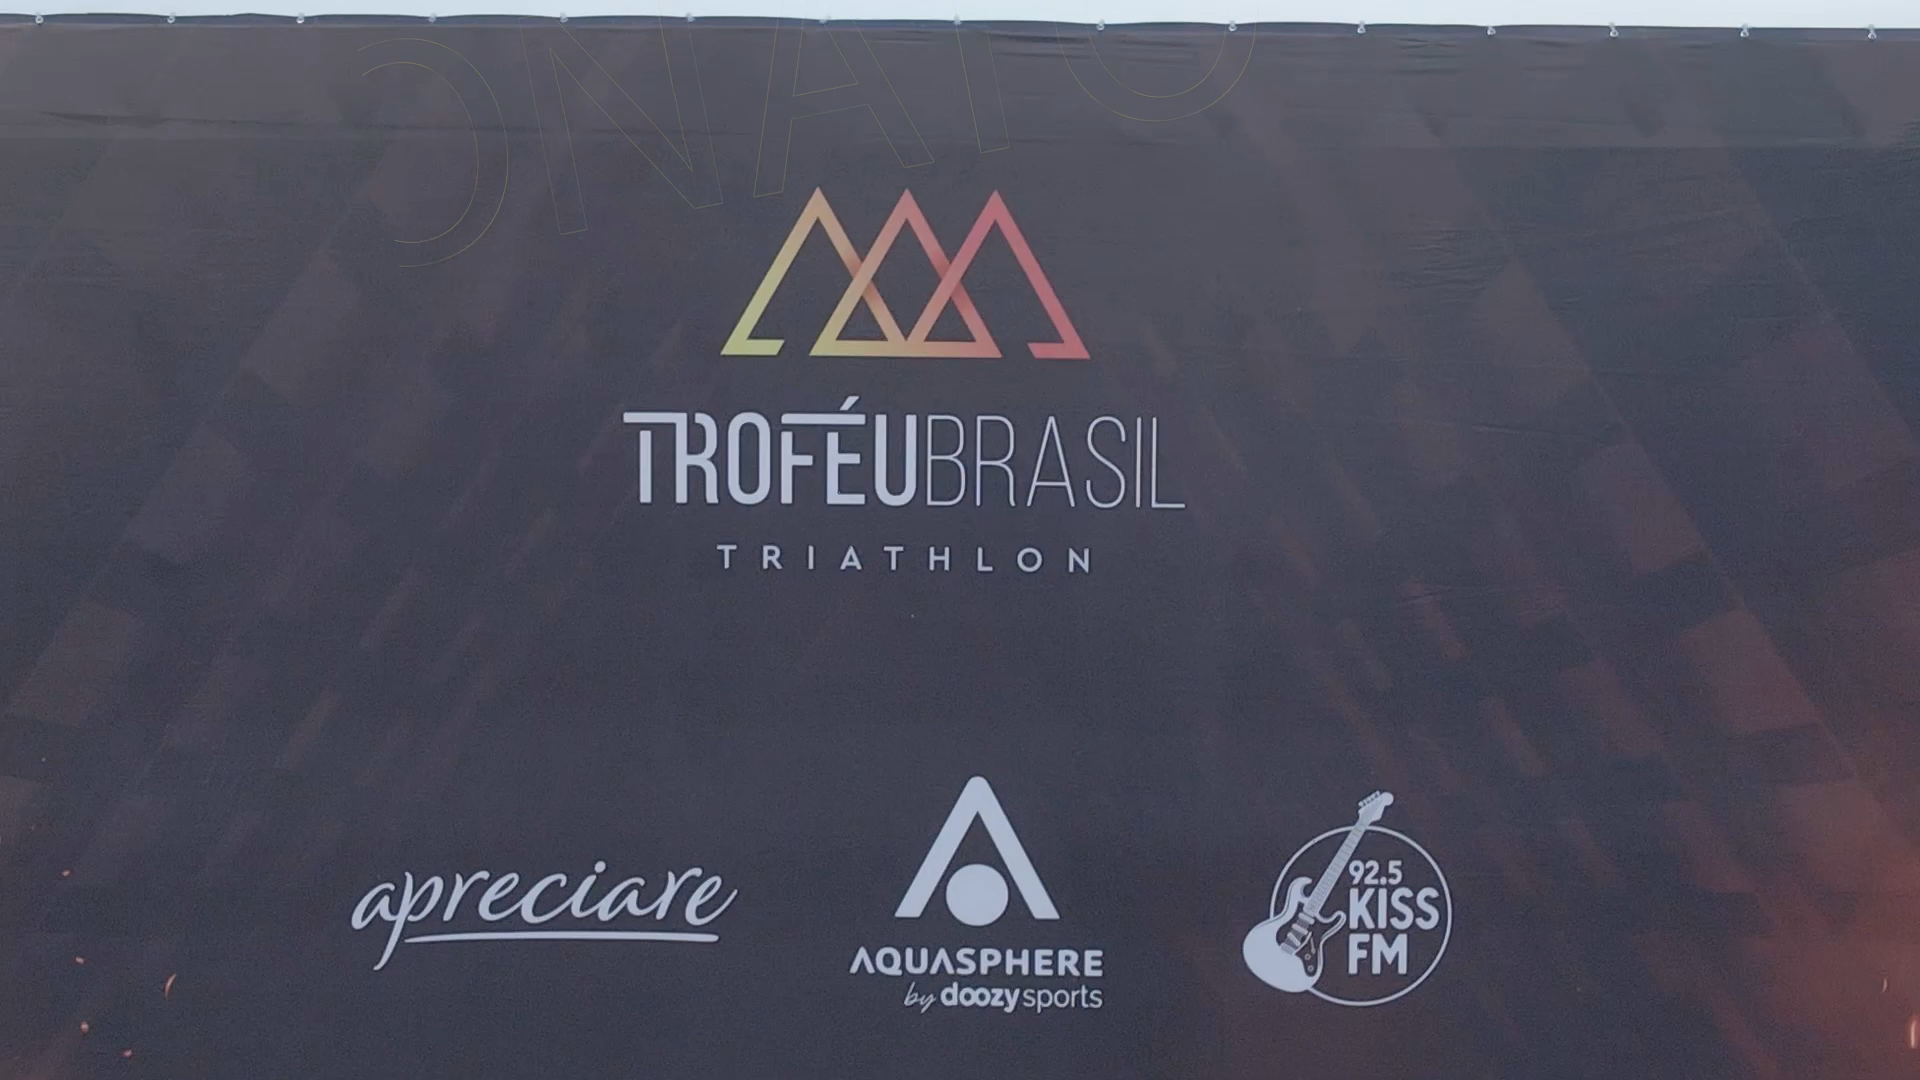 TROFÉUBRASIL
TRIATHLON
apreciare
AQUASPHERE
by doozysports
92.5
KISS
FM